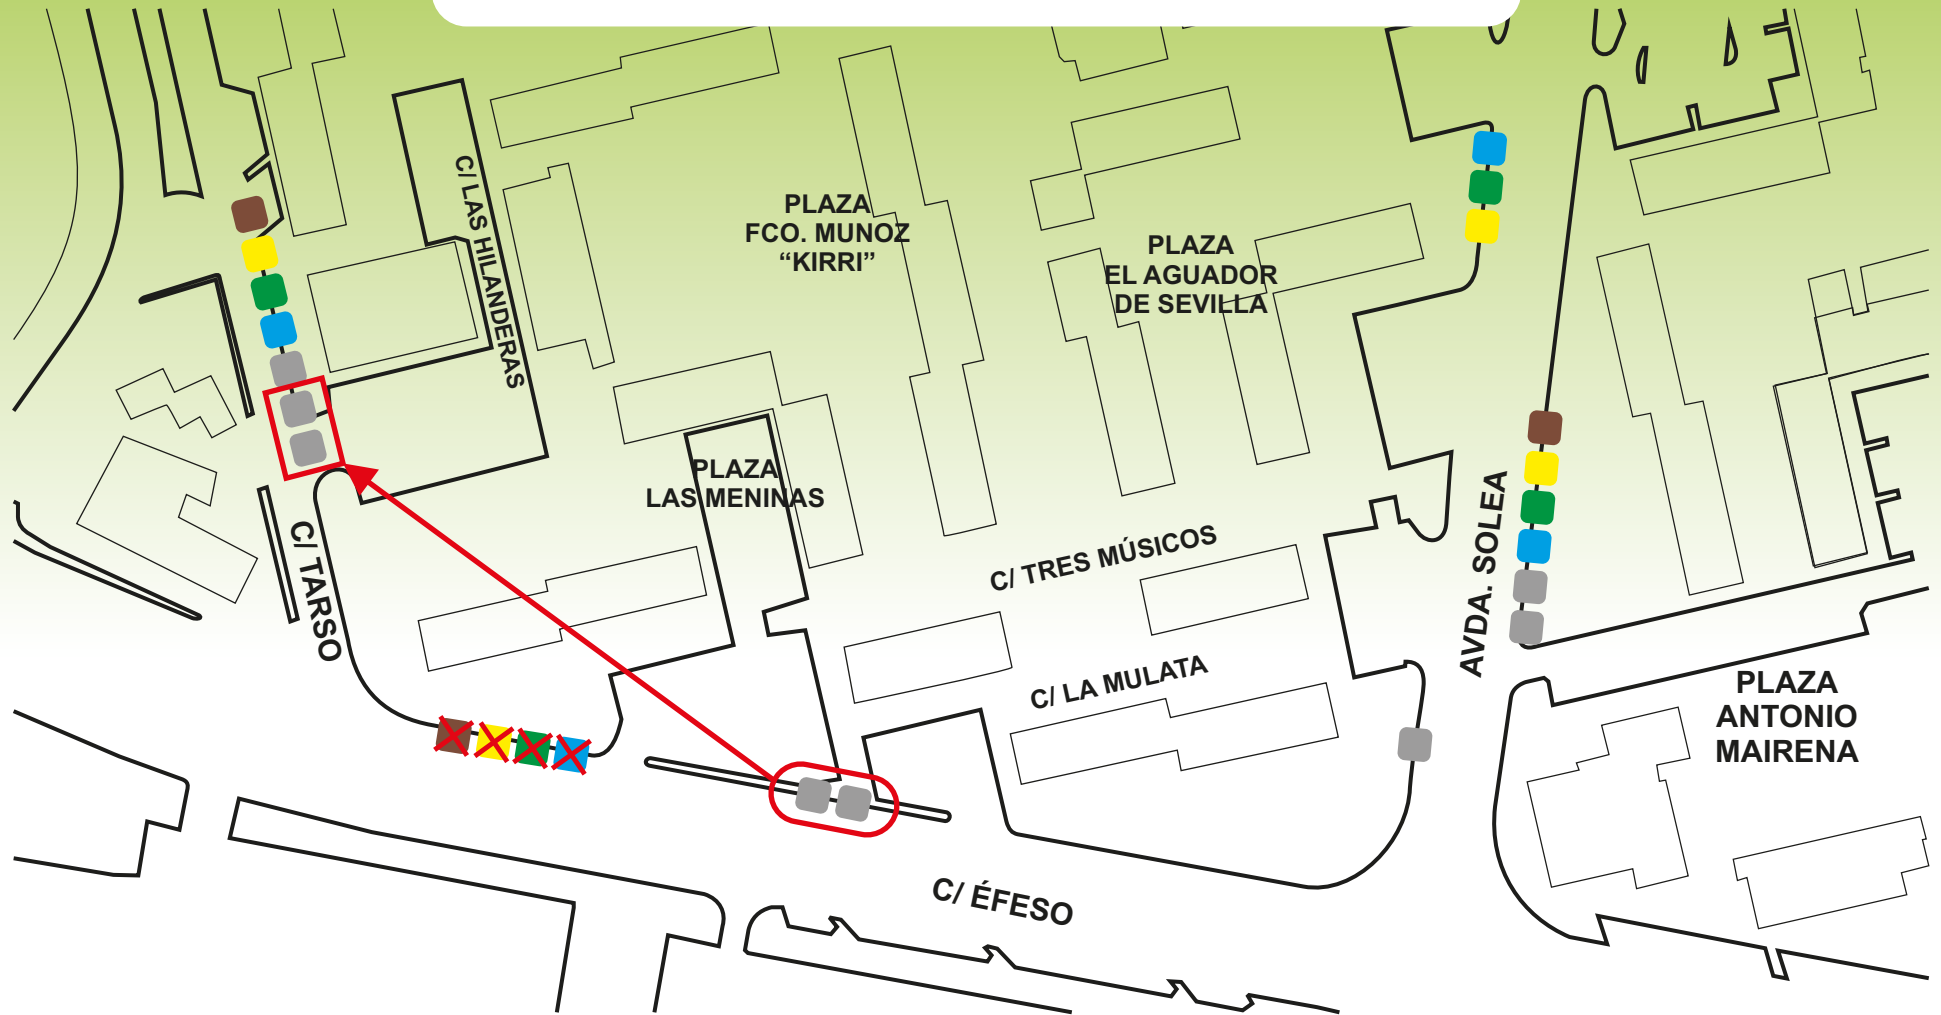 C/ LAS HILANDERAS
PLAZA
FCO. MUNOZ
“KIRRI”
PLAZA
EL AGUADOR
DE SEVILLA
PLAZA
LAS MENINAS
C/ TARSO
C/ TRES MÚSICOS
C/ LA MULATA
AVDA. SOLEA
PLAZA
ANTONIO
MAIRENA
C/ ÉFESO